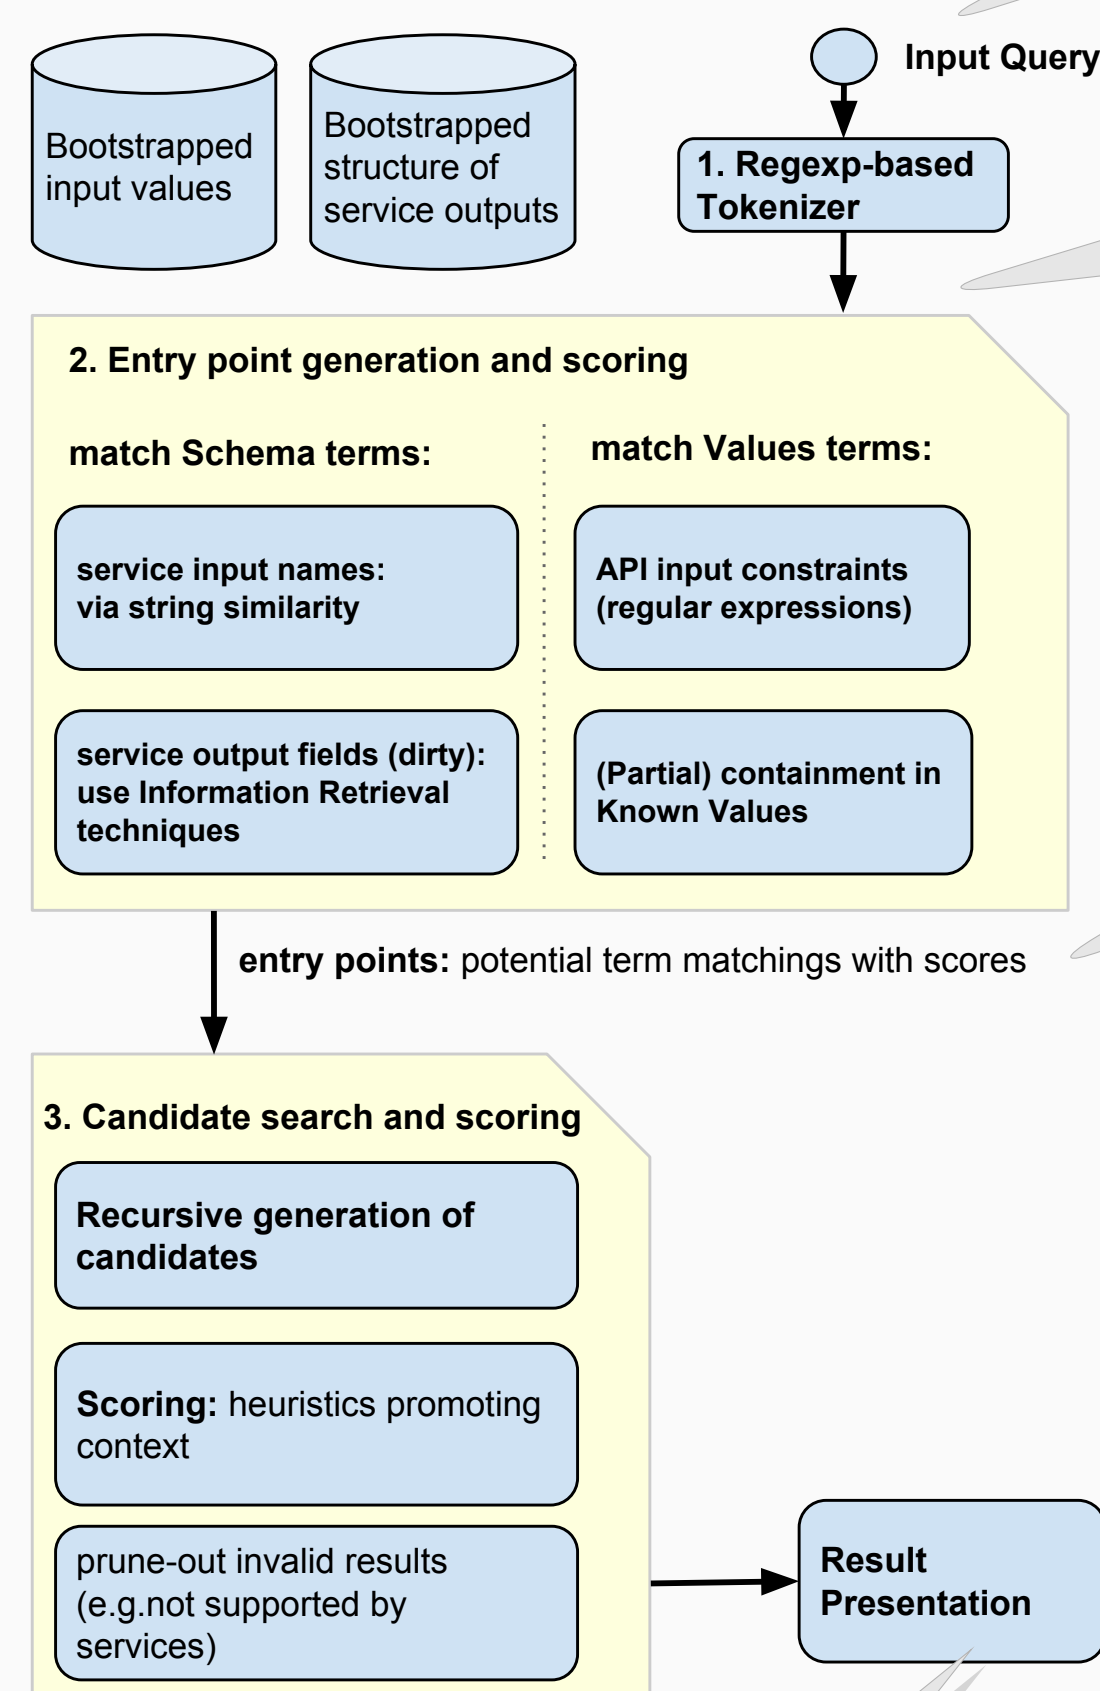 Bootstrapped
input values
Bootstrapped
structure of
service outputs
Input Query
1. Regexp-based
Tokenizer
2. Entry point generation and scoring
match Schema terms:
match Values terms:
service input names:
via string similarity
API input constraints
(regular expressions)
service output fields (dirty):
use Information Retrieval
techniques
(Partial) containment in
Known Values
entry points: potential term matchings with scores
3. Candidate search and scoring
Recursive generation of
candidates
Scoring: heuristics promoting
context
prune-out invalid results
(e.g.not supported by
services)
Result
Presentation